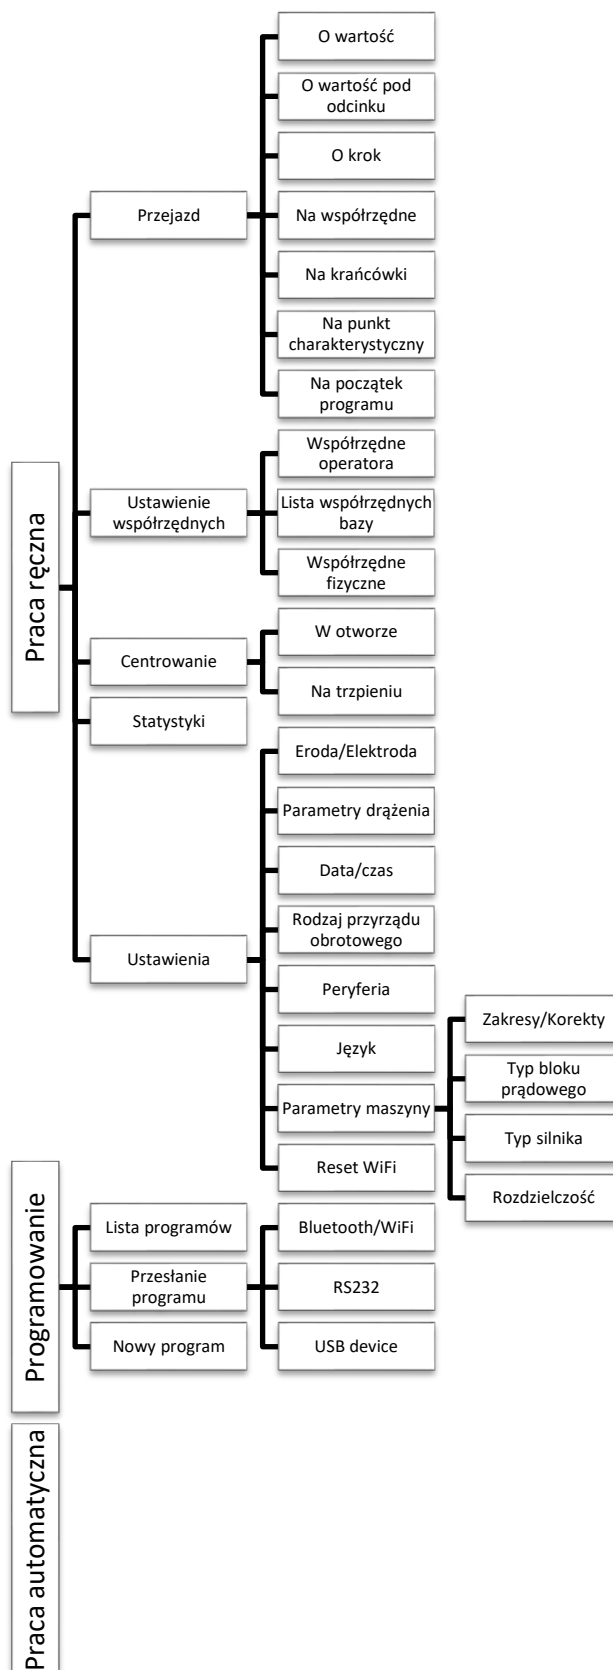 Praca ręczna
Przejazd
O wartość
O wartość pod
odcinku
O krok
Na współrzędne
Na krańcówki
Na punkt
charakterystyczny
Na początek
programu
Ustawienie
współrzędnych
Współrzędne
operatora
Lista współrzędnych
bazy
Współrzędne
fizyczne
Centrowanie
W otworze
Na trzpieniu
Statystyki
Ustawienia
Eroda/Elektroda
Parametry drążenia
Data/czas
Rodzaj przyrządu
obrotowego
Peryferia
Język
Parametry maszyny
Zakresy/Korekty
Typ bloku
prądowego
Typ silnika
Rozdzielczość
Reset WiFi
Programowanie
Lista programów
Przesłanie
programu
Bluetooth/WiFi
RS232
USB device
Nowy program
Praca automatyczna